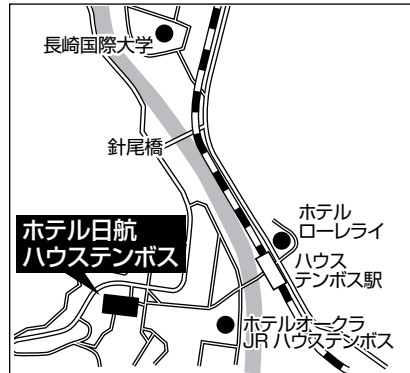 長崎国際大学
針尾橋
ホテル日航
ハウステンボス
ホテル
ローレライ
ハウス
テンボス駅
ホテルオークラ
JRハウステンボス